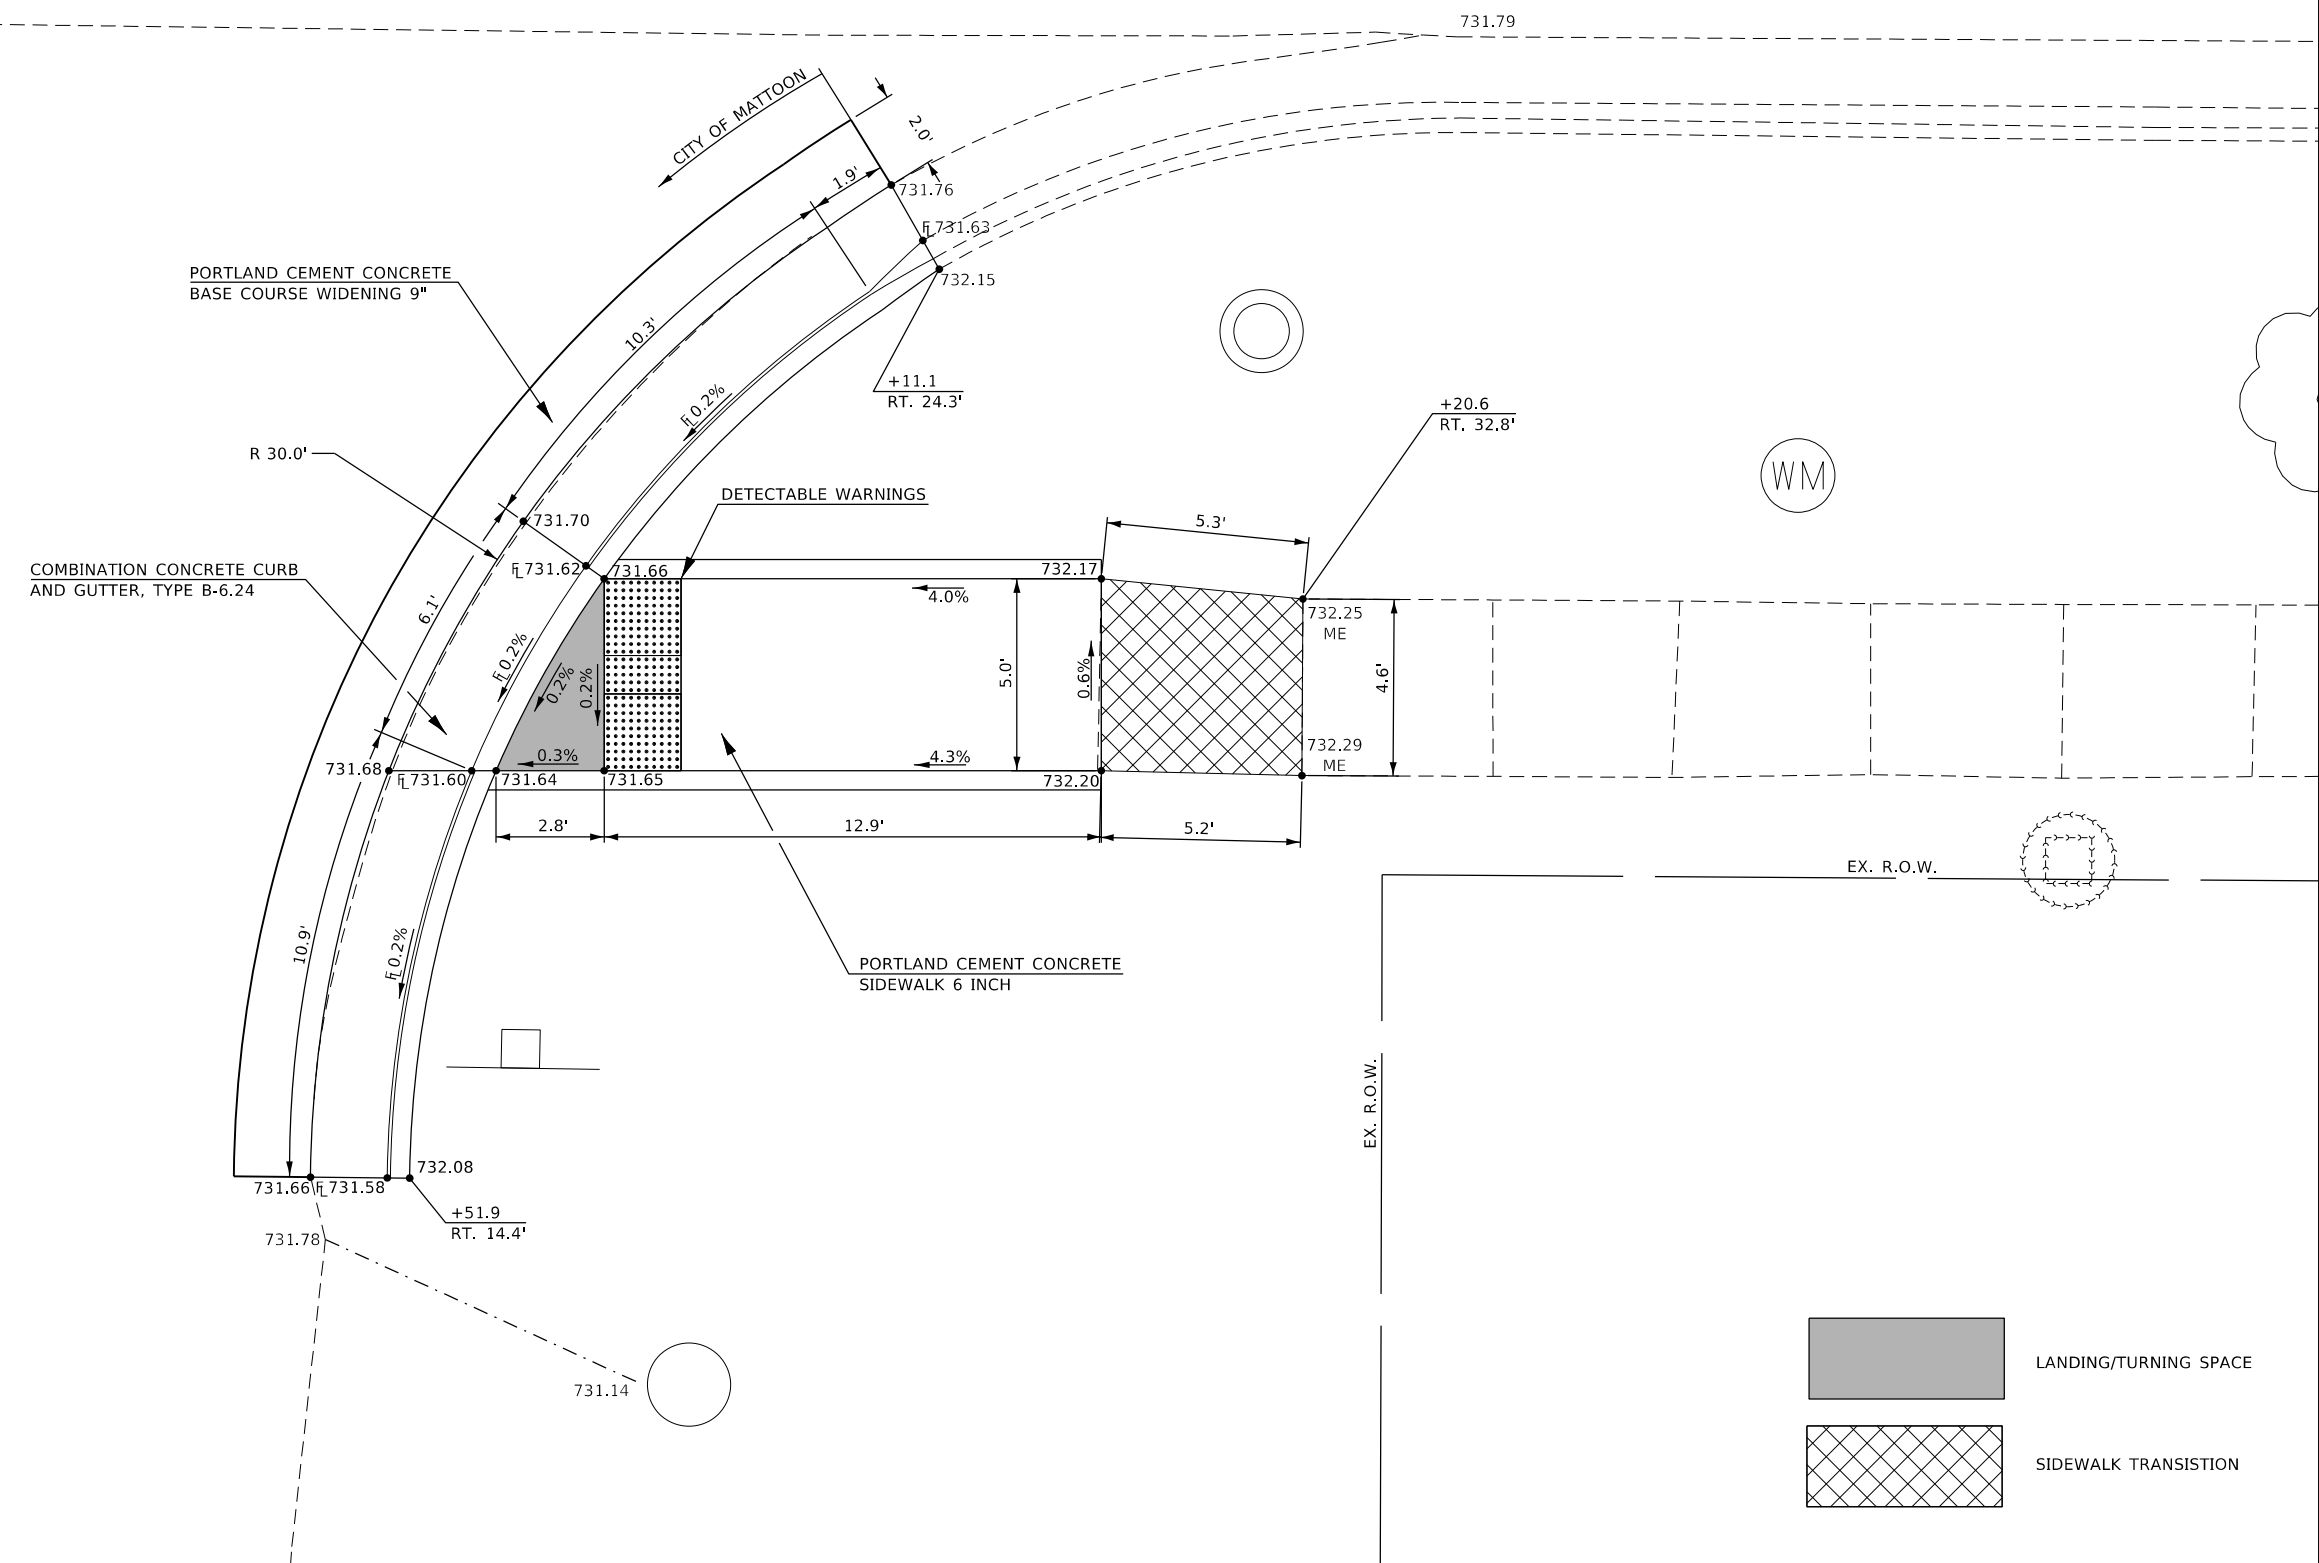 731.79
CITY OF MATTOON
2.0'
1.9'
731.76
FL 731.63
732.15
PORTLAND CEMENT CONCRETE
BASE COURSE WIDENING 9"
10.3'
FL 0.2%
+11.1
RT. 24.3'
+20.6
RT. 32.8'
R 30.0'
WM
DETECTABLE WARNINGS
731.70
5.3'
COMBINATION CONCRETE CURB
AND GUTTER, TYPE B-6.24
FL 731.62
731.66
732.17
6.1'
4.0%
732.25
ME
FL 0.2%
0.2%
0.2%
5.0'
0.6%
4.6'
732.29
ME
0.3%
4.3%
731.68
FL 731.60
731.64
731.65
732.20
2.8'
12.9'
5.2'
EX. R.O.W.
10.9'
FL 0.2%
PORTLAND CEMENT CONCRETE
SIDEWALK 6 INCH
EX. R.O.W.
732.08
731.66
FL 731.58
+51.9
RT. 14.4'
731.78
731.14
LANDING/TURNING SPACE
SIDEWALK TRANSISTION